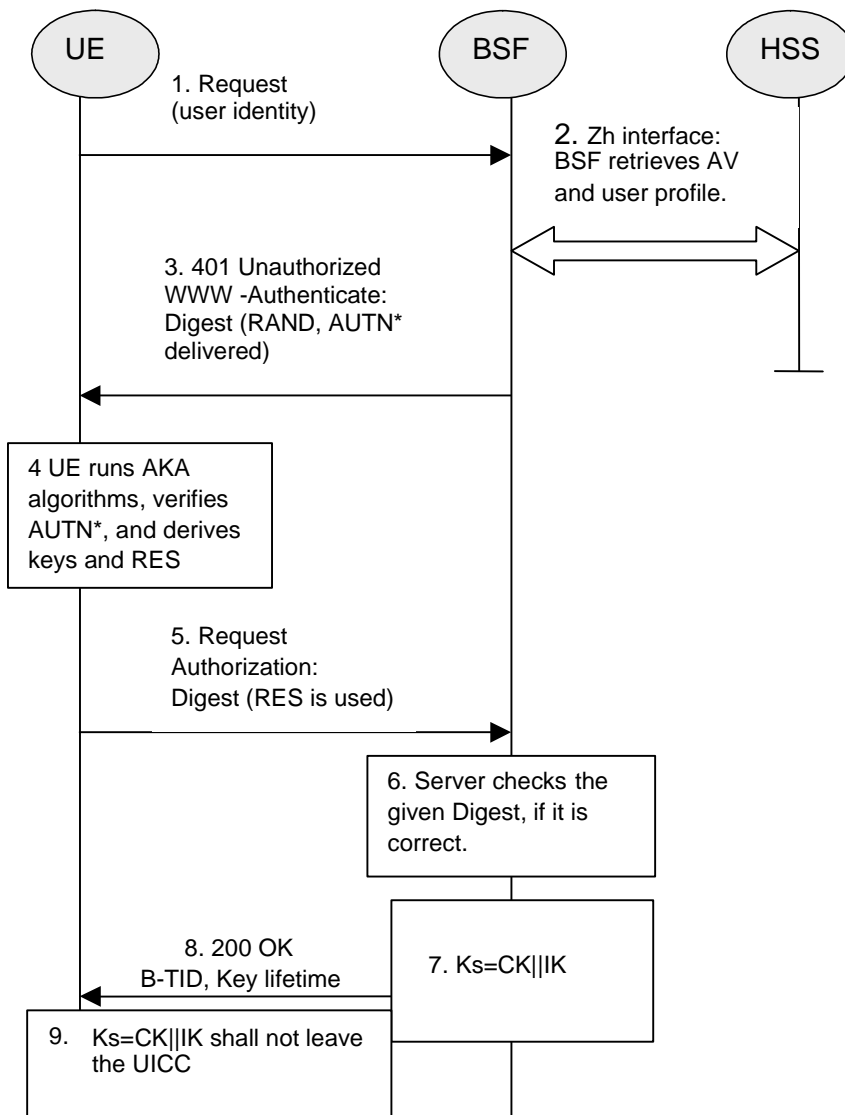 UE
BSF
HSS
1. Request
(user identity)
2. Zh interface:
BSF retrieves AV
and user profile.
3. 401 Unauthorized
WWW -Authenticate:
Digest (RAND, AUTN*
delivered)
4 UE runs AKA
algorithms, verifies
AUTN*, and derives
keys and RES
5. Request
Authorization:
Digest (RES is used)
6. Server checks the
given Digest, if it is
correct.
7. Ks=CK||IK
8. 200 OK
B-TID, Key lifetime
9. Ks=CK||IK shall not leave
the UICC